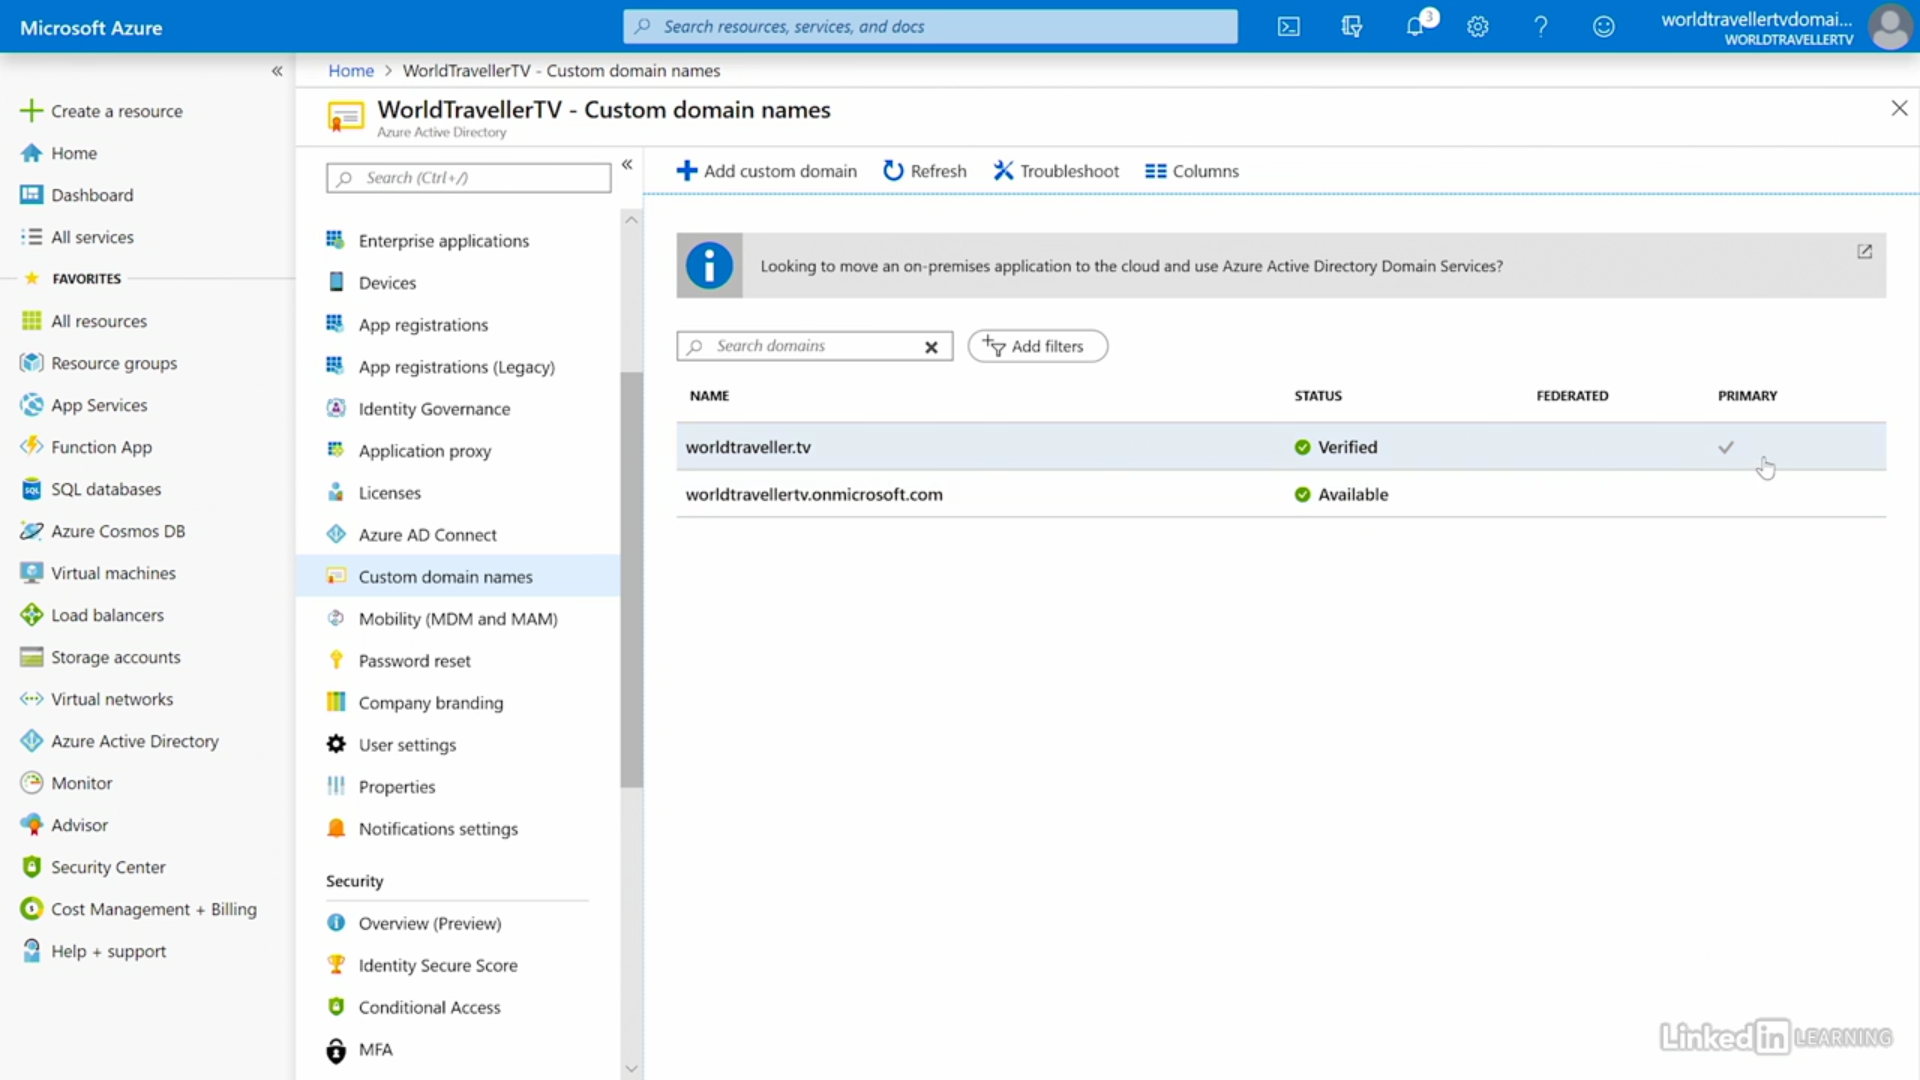 Microsoft Azure
Search resources, services, and docs
3
worldtravellertvdomai...
WORLDTRAVELLERTV
Home > WorldTravellerTV - Custom domain names
WorldTravellerTV - Custom domain names
Azure Active Directory
Create a resource
Home
Dashboard
All services
FAVORITES
All resources
Resource groups
App Services
Function App
SQL databases
Azure Cosmos DB
Virtual machines
Load balancers
Storage accounts
Virtual networks
Azure Active Directory
Monitor
Advisor
Security Center
Cost Management + Billing
Help + support
Search (Ctrl+/)
Enterprise applications
Devices
App registrations
App registrations (Legacy)
Identity Governance
Application proxy
Licenses
Azure AD Connect
Custom domain names
Mobility (MDM and MAM)
Password reset
Company branding
User settings
Properties
Notifications settings
Security
Overview (Preview)
Identity Secure Score
Conditional Access
MFA
Add custom domain Refresh Troubleshoot Columns
Looking to move an on-premises application to the cloud and use Azure Active Directory Domain Services?
Search domains Add filters
NAME STATUS FEDERATED PRIMARY
worldtraveller.tv Verified
worldtravellertv.onmicrosoft.com Available
LinkedIn LEARNING